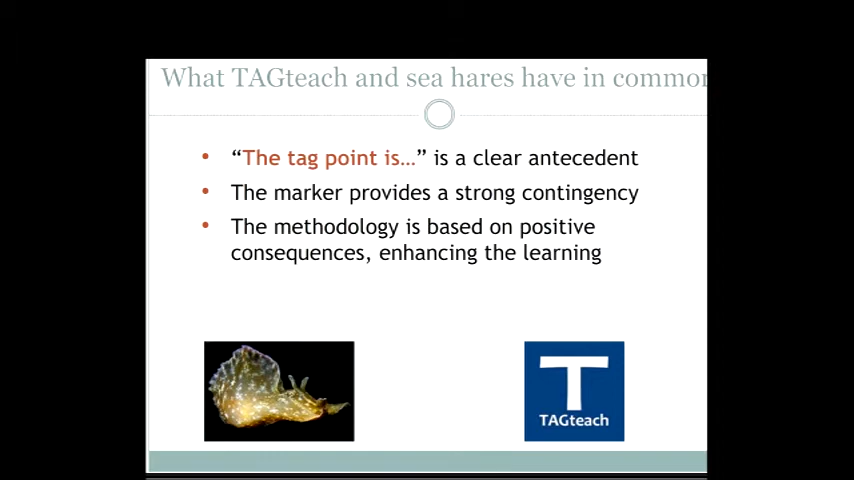 What TAGteach and sea hares have in common
“The tag point is…” is a clear antecedent
The marker provides a strong contingency
The methodology is based on positive
consequences, enhancing the learning
T
TAGteach